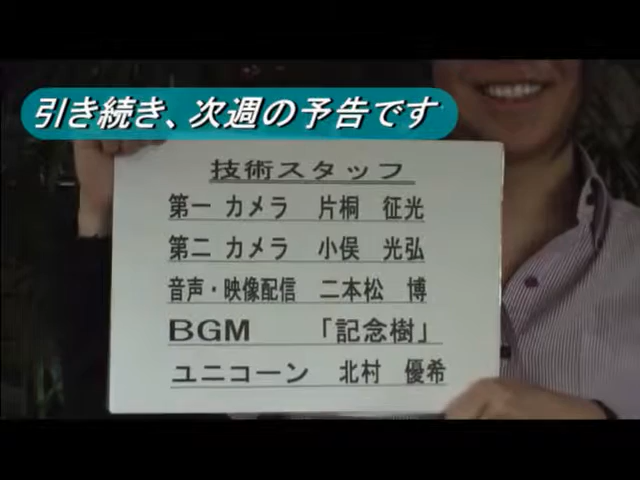 引き続き、次週の予告です
技術スタッフ
第一 カメラ 片桐 征光
第二 カメラ 小俣 光弘
音声・映像配信 二本松 博
BGM 「記念樹」
ユニコーン 北村 優希